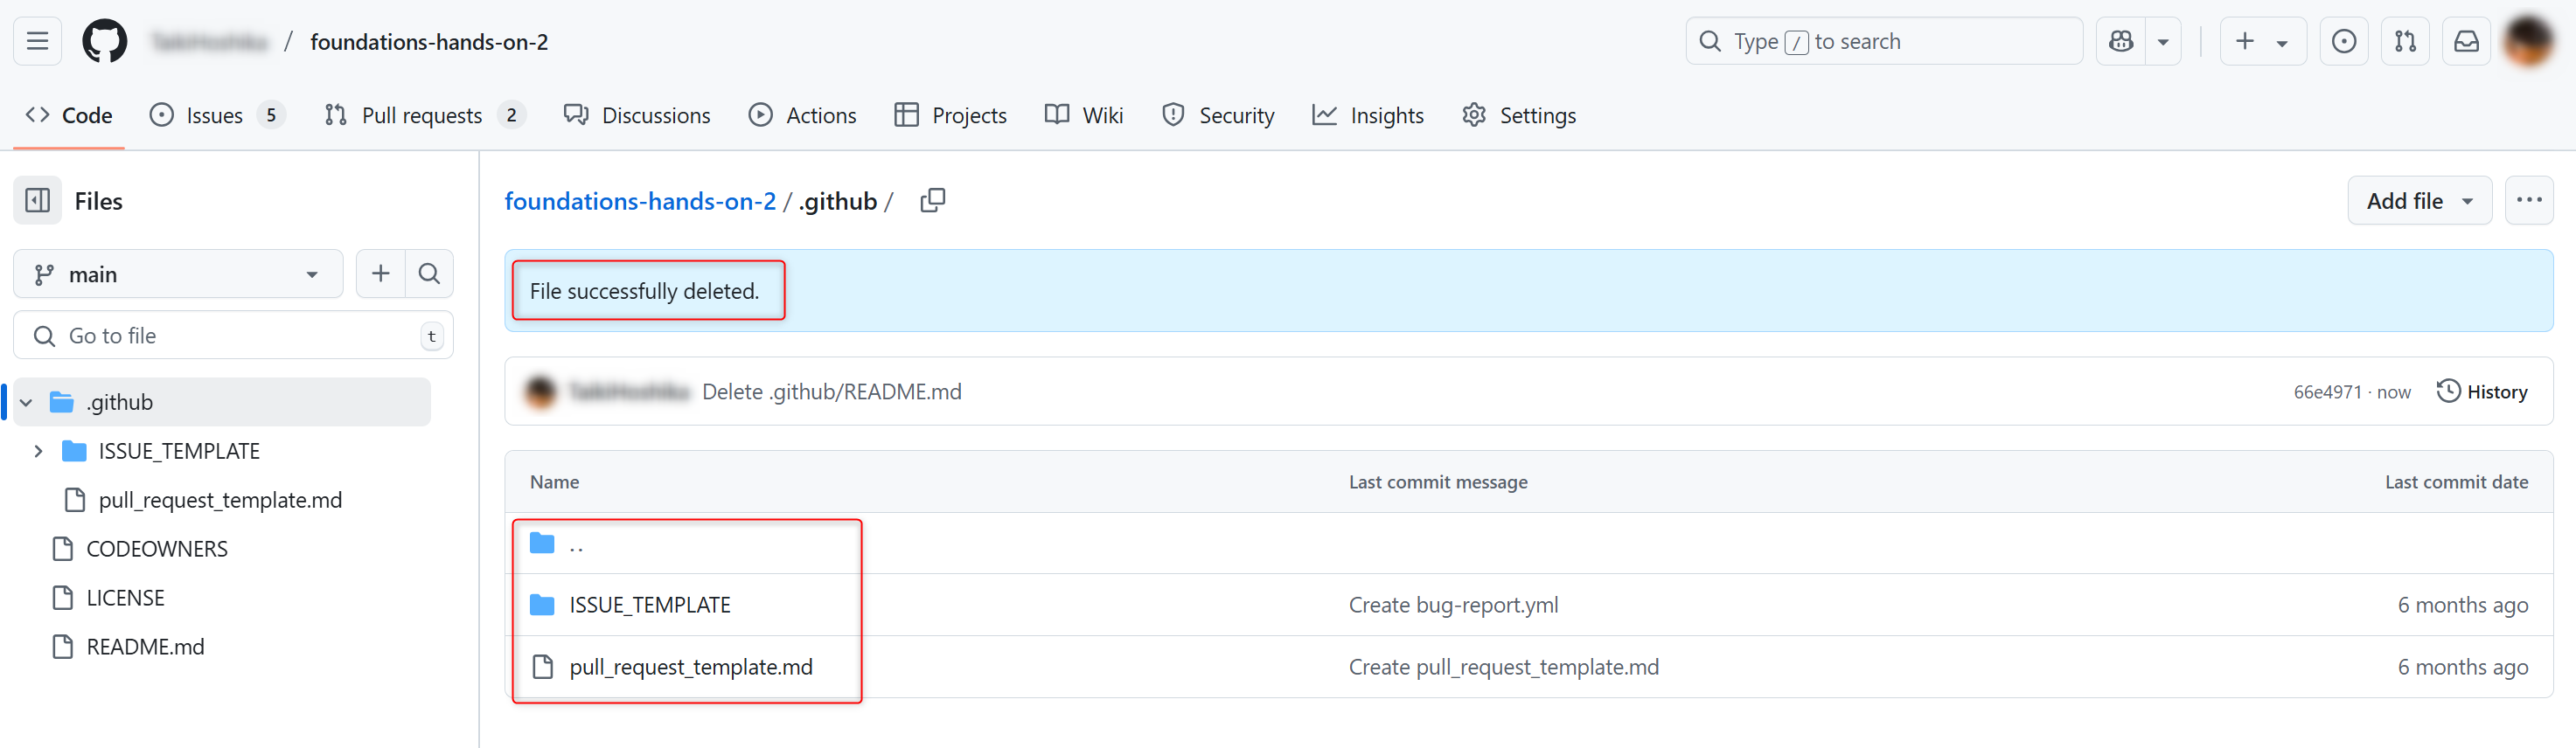 / foundations-hands-on-2
Type / to search
Code
Issues 5
Pull requests 2
Discussions
Actions
Projects
Wiki
Security
Insights
Settings
Files
main
Go to file t
.github
ISSUE_TEMPLATE
pull_request_template.md
CODEOWNERS
LICENSE
README.md
foundations-hands-on-2 / .github /
Add file
File successfully deleted.
Delete .github/README.md
66e4971 · now
History
Name Last commit message Last commit date
..
ISSUE_TEMPLATE Create bug-report.yml 6 months ago
pull_request_template.md Create pull_request_template.md 6 months ago